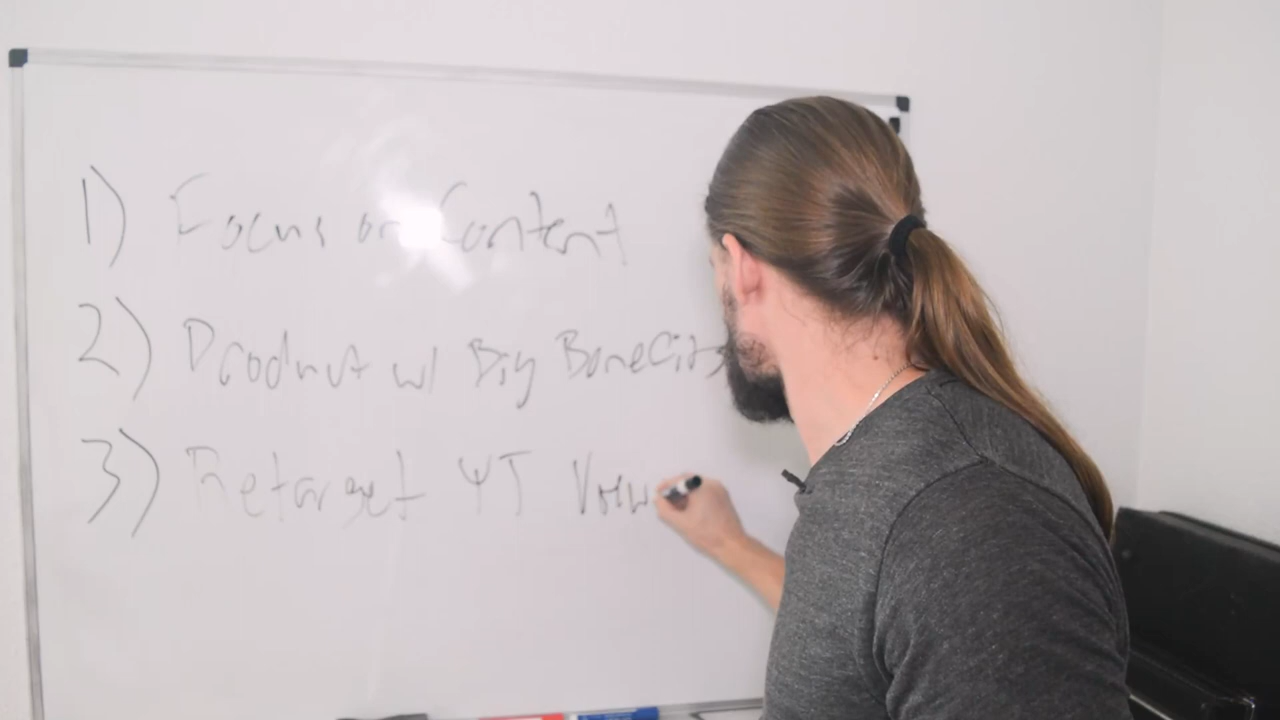 1) Focus on Content
2) Product w/ Big Benefits
3) Retarget YT View